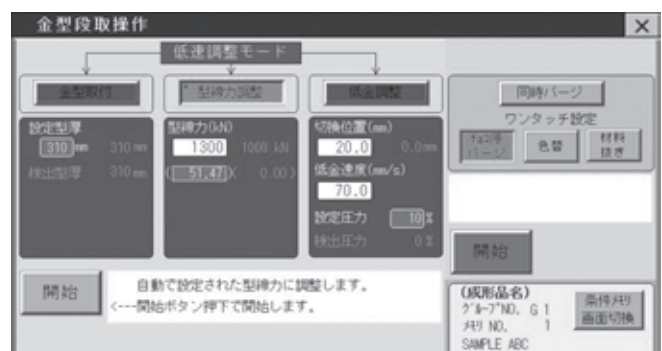 金型段取操作
低速調整モード
金型取付
型締力調整
低金調整
設定型厚
310 mm 310 mm
検出型厚 310 mm
型締力(kN)
1300 1000 kN
( 51.47)( 0.00)
切換位置(mm)
20.0 0.0mm
低金速度(mm/s)
70.0
設定圧力 10%
検出圧力 0%
同時パージ
ワンタッチ設定
チョコ停
パージ
色替
材料
抜き
開始
開始
自動で設定された型締力に調整します。
<---開始ボタン押下で開始します。
(成形品名)
グループNO. G 1
メモリ NO. 1
SAMPLE ABC
条件メモリ
画面切換